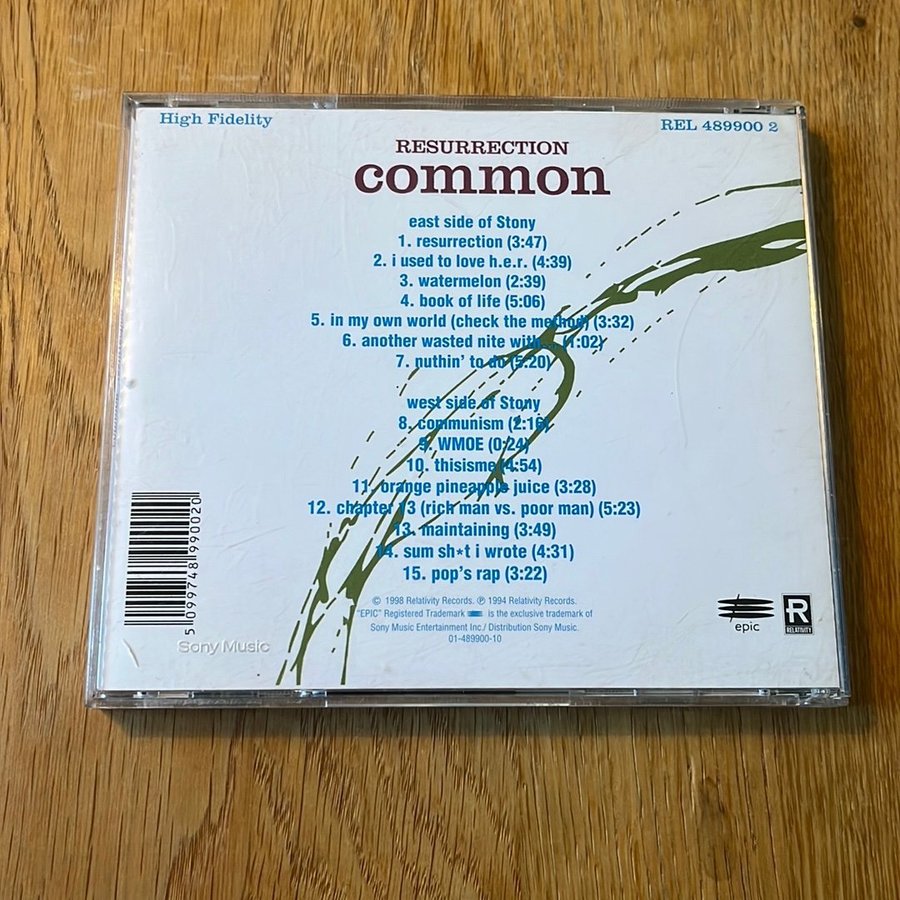 High Fidelity
REL 489900 2
RESURRECTION
common
east side of Stony
1. resurrection (3:47)
2. i used to love h.e.r. (4:39)
3. watermelon (2:39)
4. book of life (5:06)
5. in my own world (check the method) (3:32)
6. another wasted nite with... (1:02)
7. nuthin' to do (5:20)
west side of Stony
8. communism (2:16)
9. WMOE (0:24)
10. thisisme (4:54)
11. orange pineapple juice (3:28)
12. chapter 13 (rich man vs. poor man) (5:23)
13. maintaining (3:49)
14. sum sh*t i wrote (4:31)
15. pop's rap (3:22)
© 1998 Relativity Records. ℗ 1994 Relativity Records.
"EPIC" Registered Trademark is the exclusive trademark of
Sony Music Entertainment Inc./ Distribution Sony Music.
01-489900-10
5 099748 990020
Sony Music
epic
R
RELATIVITY